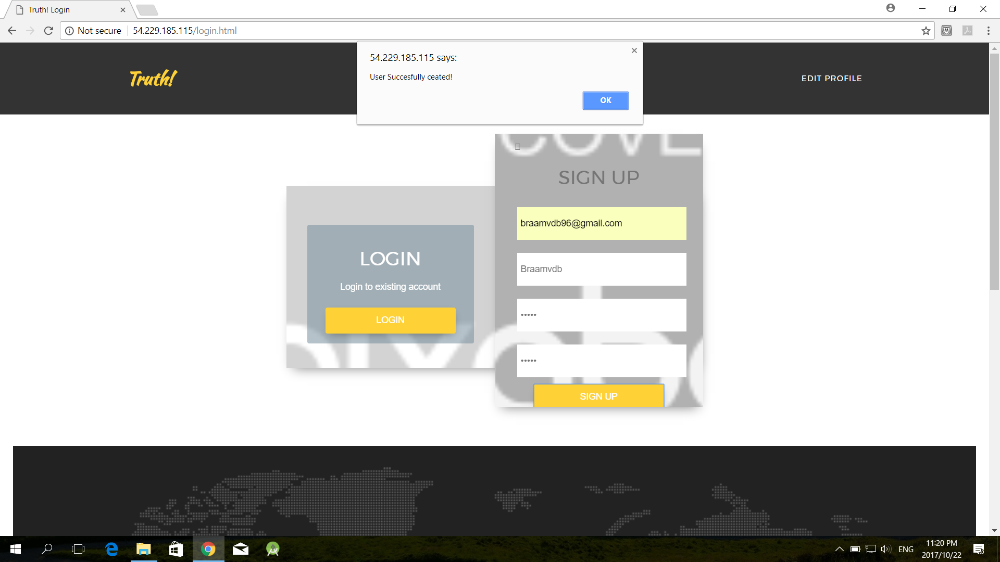 Truth! Login
Not secure
54.229.185.115/login.html
54.229.185.115 says:
User Succesfully ceated!
OK
Truth!
EDIT PROFILE
COVE
SIGN UP
braamvdb96@gmail.com
Braamvdb
•••••
•••••
SIGN UP
LOGIN
Login to existing account
LOGIN
ENG
11:20 PM
2017/10/22